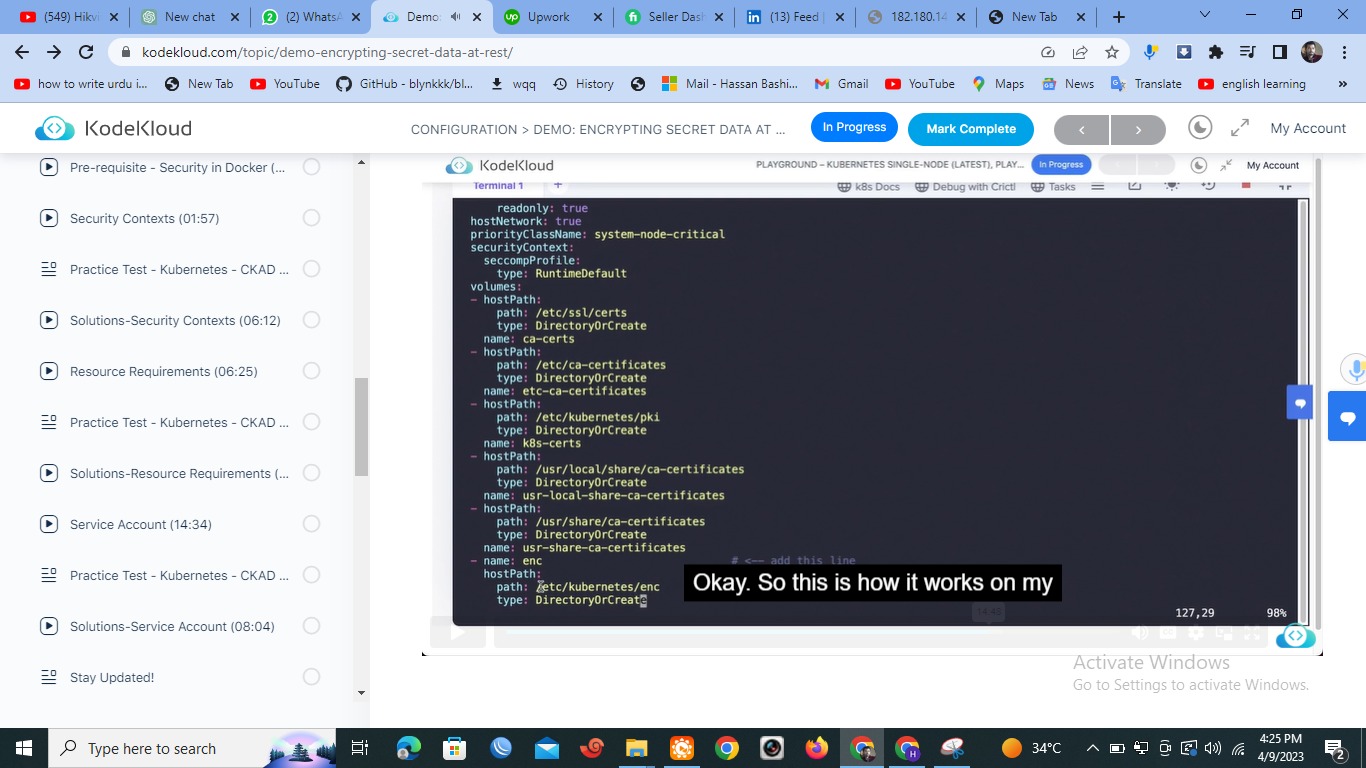 (549) Hikvi
New chat
(2) WhatsA
Demo:
Upwork
Seller Das
(13) Feed |
182.180.14
New Tab
kodekloud.com/topic/demo-encrypting-secret-data-at-rest/
how to write urdu i...
New Tab
YouTube
GitHub - blynkkk/bl...
wqq
History
Mail - Hassan Bashi...
Gmail
YouTube
Maps
News
Translate
english learning
KodeKloud
CONFIGURATION > DEMO: ENCRYPTING SECRET DATA AT ...
In Progress
Mark Complete
My Account
Pre-requisite - Security in Docker (...
Security Contexts (01:57)
Practice Test - Kubernetes - CKAD ...
Solutions-Security Contexts (06:12)
Resource Requirements (06:25)
Practice Test - Kubernetes - CKAD ...
Solutions-Resource Requirements (...
Service Account (14:34)
Practice Test - Kubernetes - CKAD ...
Solutions-Service Account (08:04)
Stay Updated!
KodeKloud
PLAYGROUND – KUBERNETES SINGLE-NODE (LATEST), PLAY...
In Progress
My Account
Terminal 1 +
k8s Docs
Debug with Crictl
Tasks
readonly: true
hostNetwork: true
priorityClassName: system-node-critical
securityContext:
seccompProfile:
type: RuntimeDefault
volumes:
- hostPath:
path: /etc/ssl/certs
type: DirectoryOrCreate
name: ca-certs
- hostPath:
path: /etc/ca-certificates
type: DirectoryOrCreate
name: etc-ca-certificates
- hostPath:
path: /etc/kubernetes/pki
type: DirectoryOrCreate
name: k8s-certs
- hostPath:
path: /usr/local/share/ca-certificates
type: DirectoryOrCreate
name: usr-local-share-ca-certificates
- hostPath:
path: /usr/share/ca-certificates
type: DirectoryOrCreate
name: usr-share-ca-certificates
- name: enc # <-- add this line
hostPath:
path: /etc/kubernetes/enc
type: DirectoryOrCreate
Okay. So this is how it works on my
127,29 98%
Activate Windows
Go to Settings to activate Windows.
Type here to search
34°C
4:25 PM
4/9/2023
2